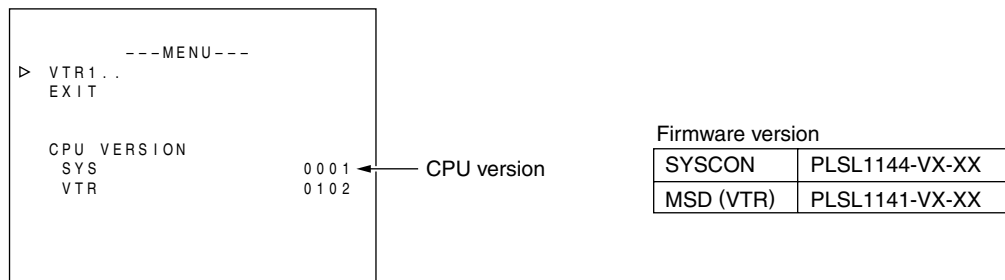 ---MENU---
VTR1..
EXIT
CPU VERSION
SYS 0001
VTR 0102
CPU version
Firmware version
SYSCON PLSL1144-VX-XX
MSD (VTR) PLSL1141-VX-XX